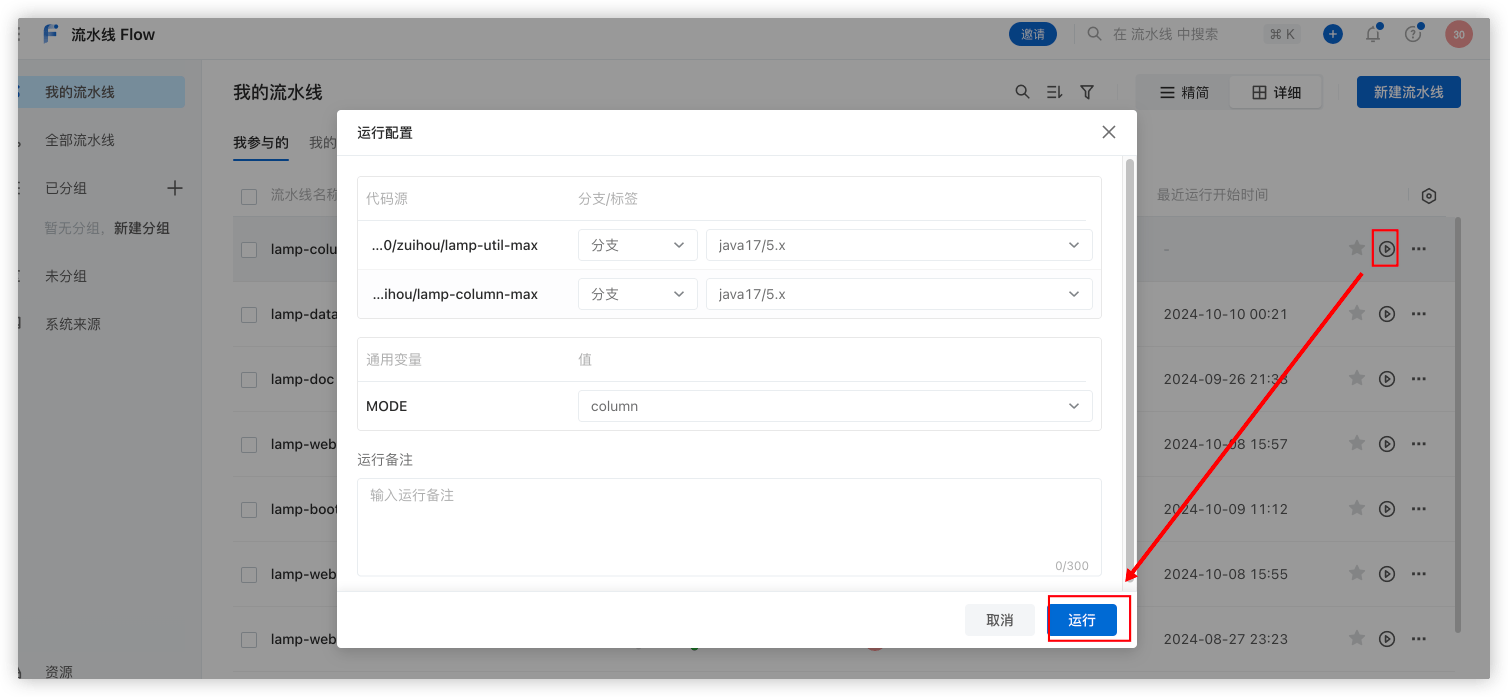 流水线 Flow
邀请
在 流水线 中搜索
⌘ K
30
我的流水线
全部流水线
已分组
暂无分组，新建分组
未分组
系统来源
资源
我的流水线
精简
详细
新建流水线
我参与的
我的
流水线名称
最近运行开始时间
lamp-colu
-
lamp-data
2024-10-10 00:21
lamp-doc
2024-09-26 21:38
lamp-web
2024-10-08 15:57
lamp-boot
2024-10-09 11:12
lamp-web
2024-10-08 15:55
lamp-web
2024-08-27 23:23
运行配置
代码源 分支/标签
...0/zuihou/lamp-util-max 分支 java17/5.x
...ihou/lamp-column-max 分支 java17/5.x
通用变量 值
MODE column
运行备注
输入运行备注
0/300
取消 运行